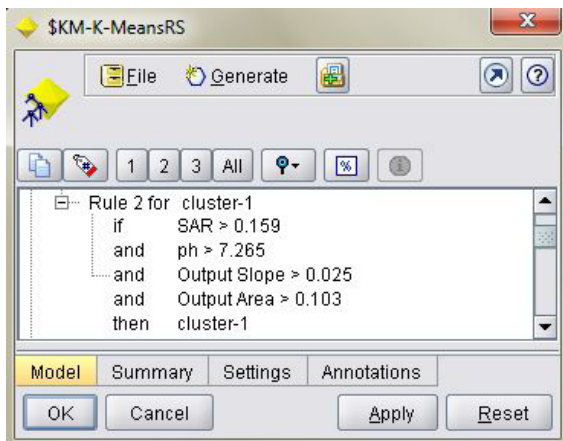 $KM-K-MeansRS
File Generate
1 2 3 All %
Rule 2 for cluster-1
if SAR > 0.159
and ph > 7.265
and Output Slope > 0.025
and Output Area > 0.103
then cluster-1
Model Summary Settings Annotations
OK Cancel Apply Reset